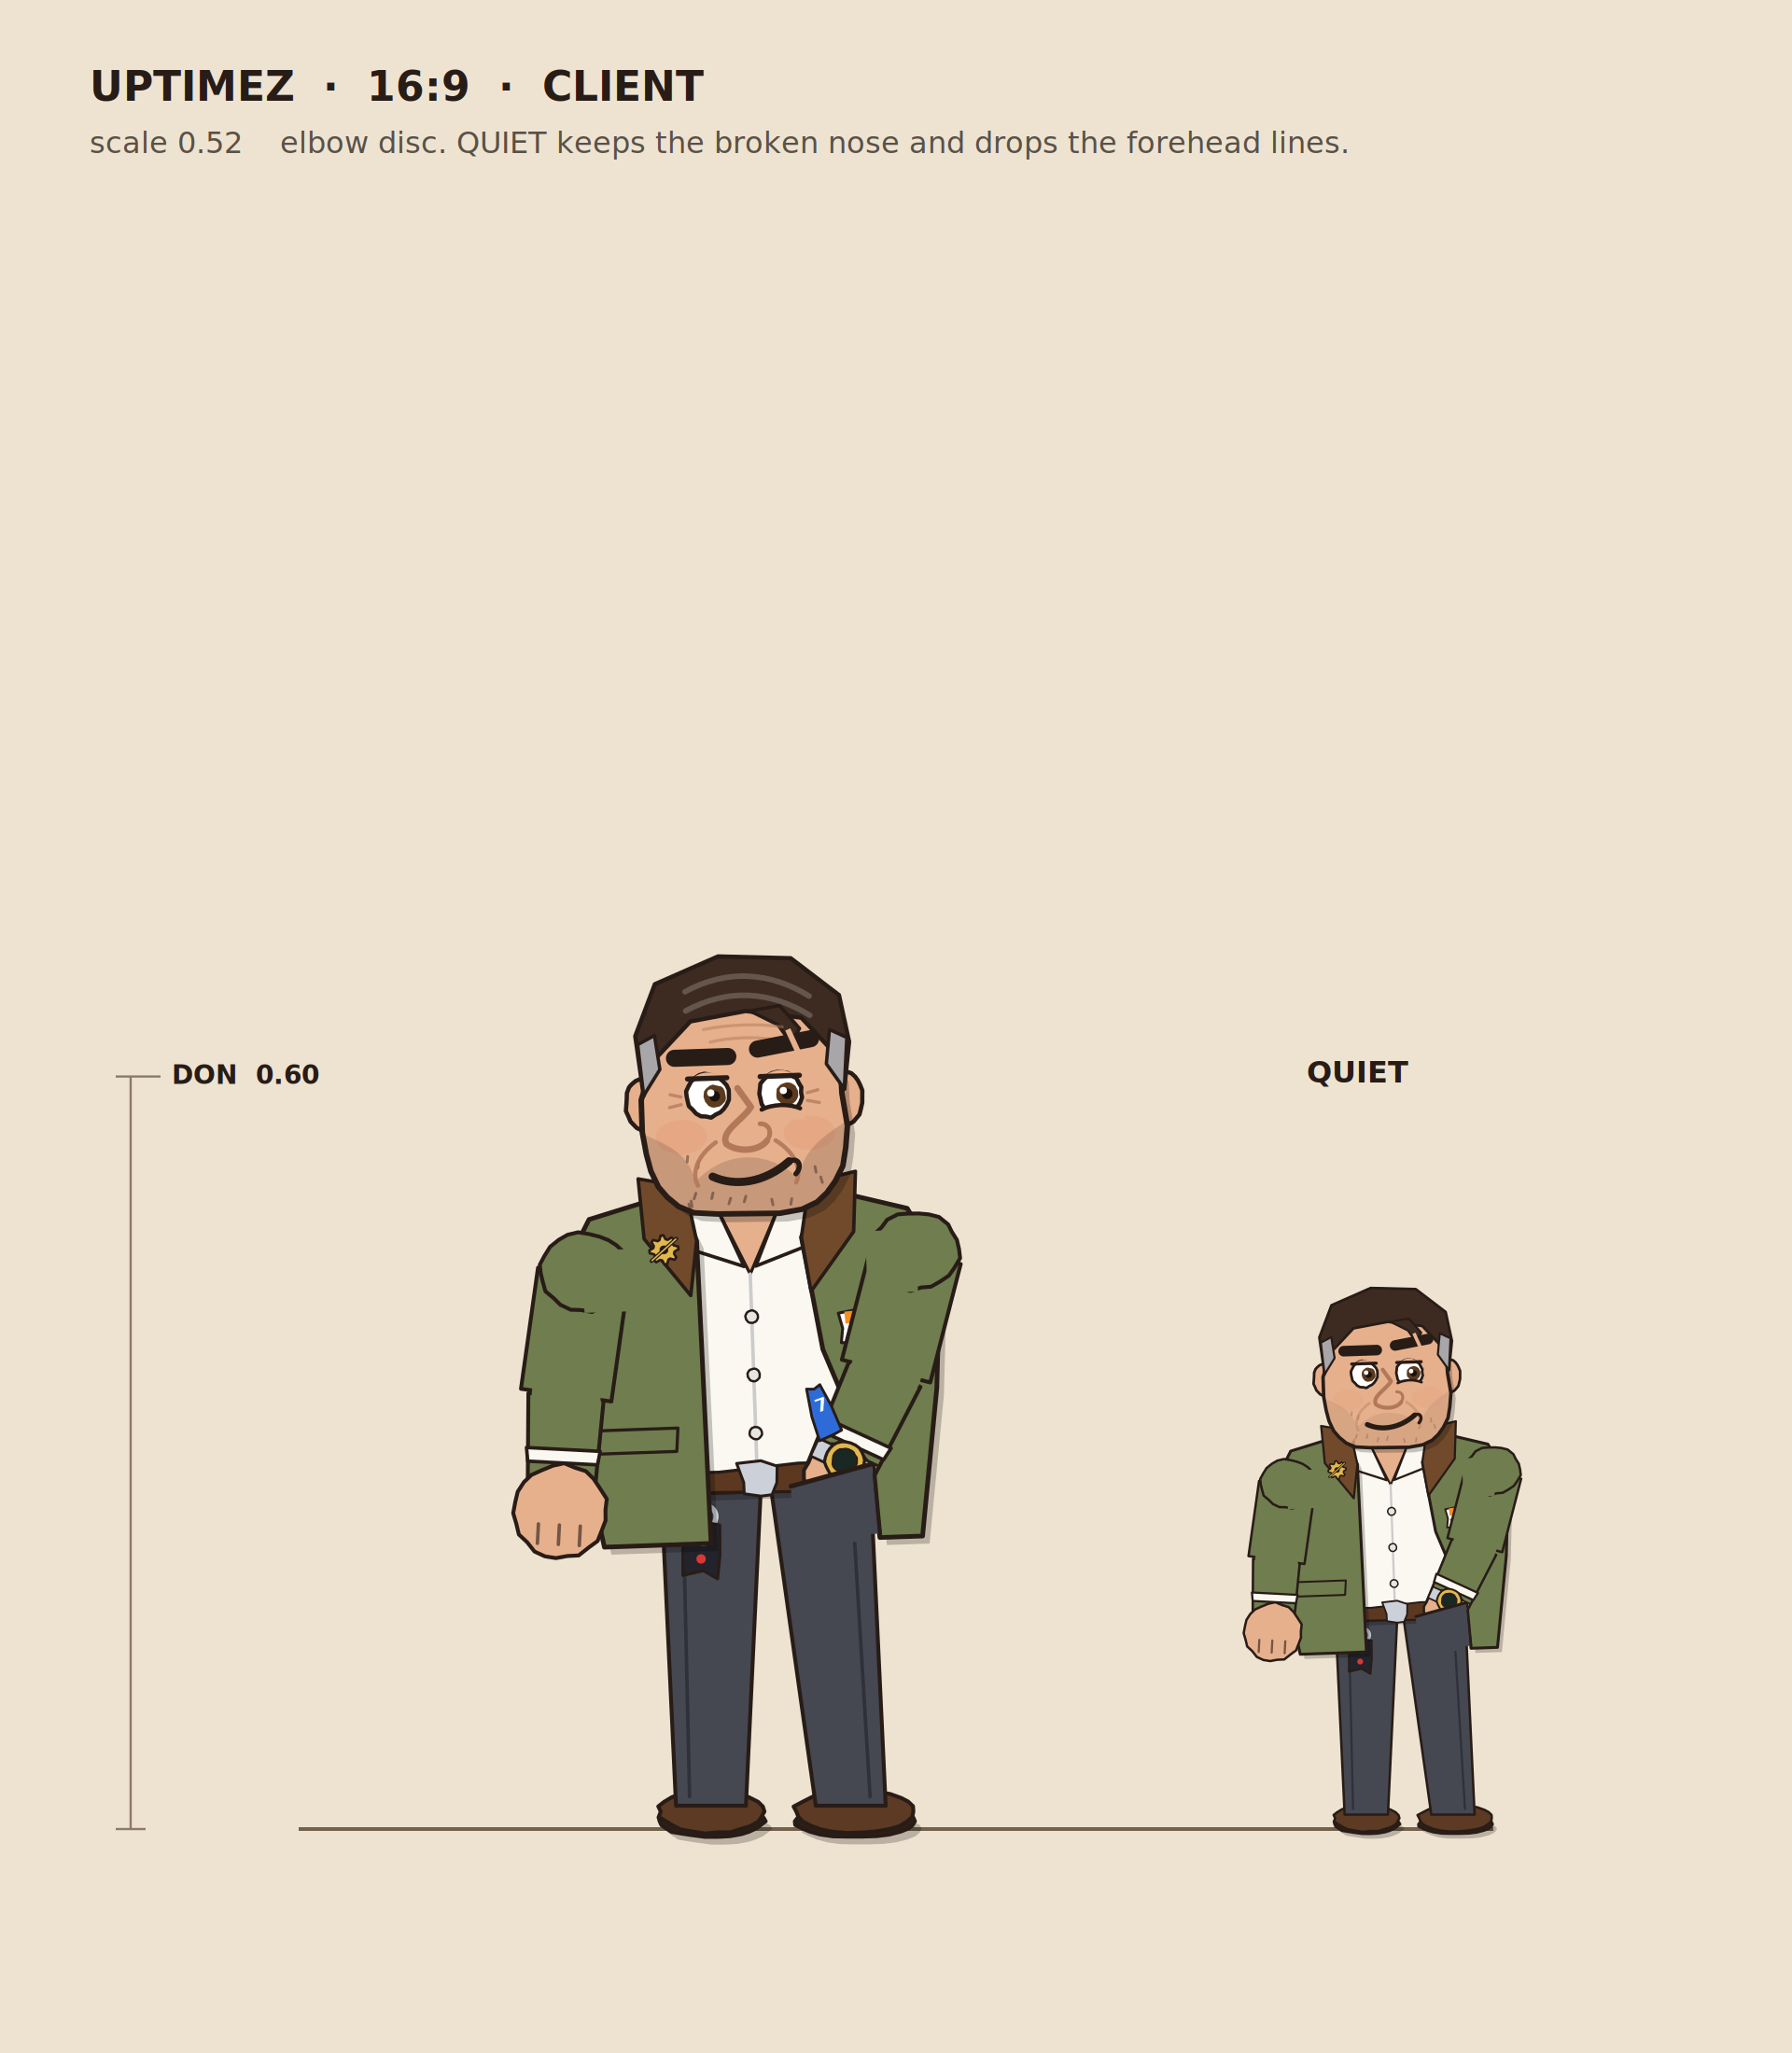 UPTIMEZ · 16:9 · CLIENT
scale 0.52 elbow disc. QUIET keeps the broken nose and drops the forehead lines.
DON 0.60
QUIET
7